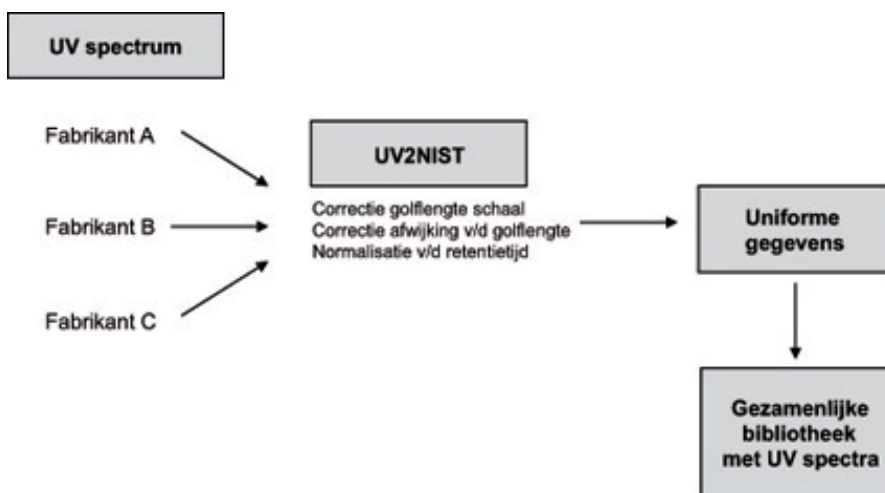 UV spectrum
Fabrikant A
Fabrikant B
Fabrikant C
UV2NIST
Correctie golflengte schaal
Correctie afwijking v/d golflengte
Normalisatie v/d retentietijd
Uniforme
gegevens
Gezamenlijke
bibliotheek
met UV spectra